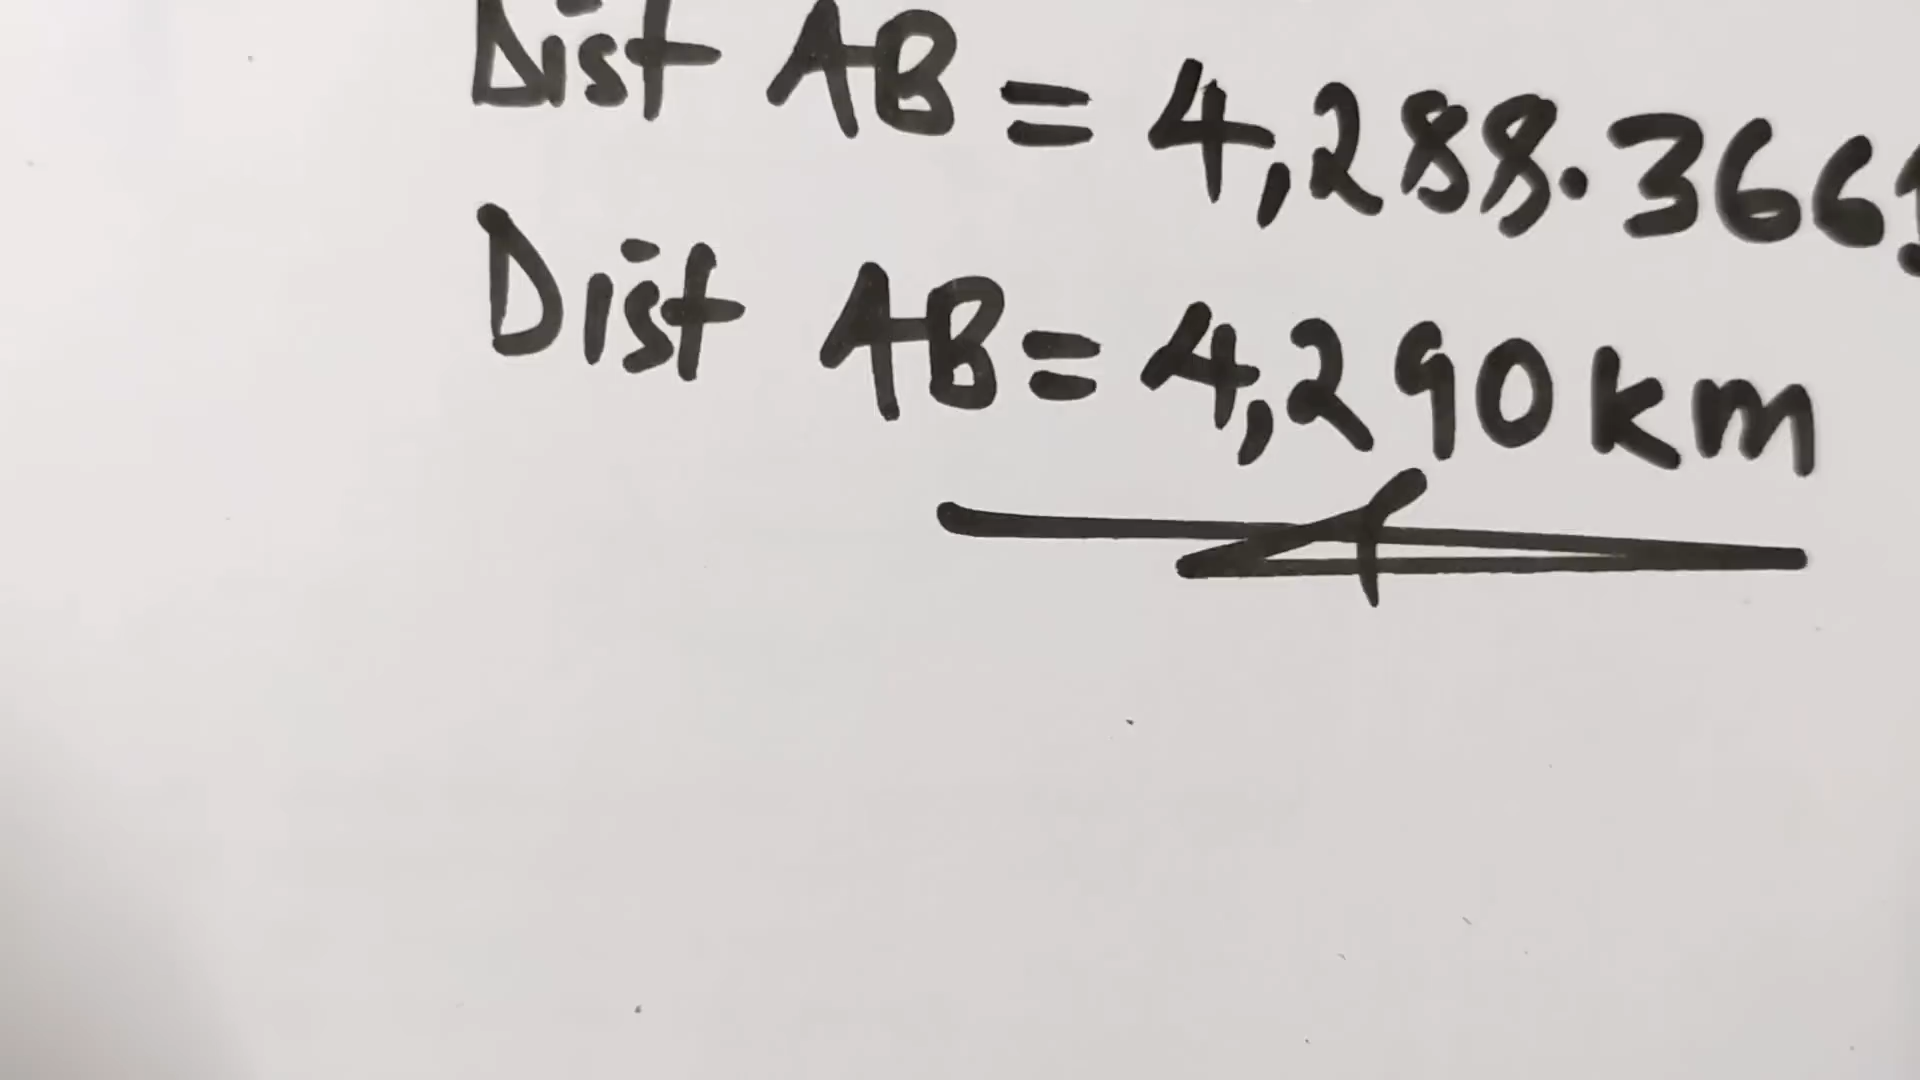 Dist AB = 4,288.366
Dist AB = 4,290 km